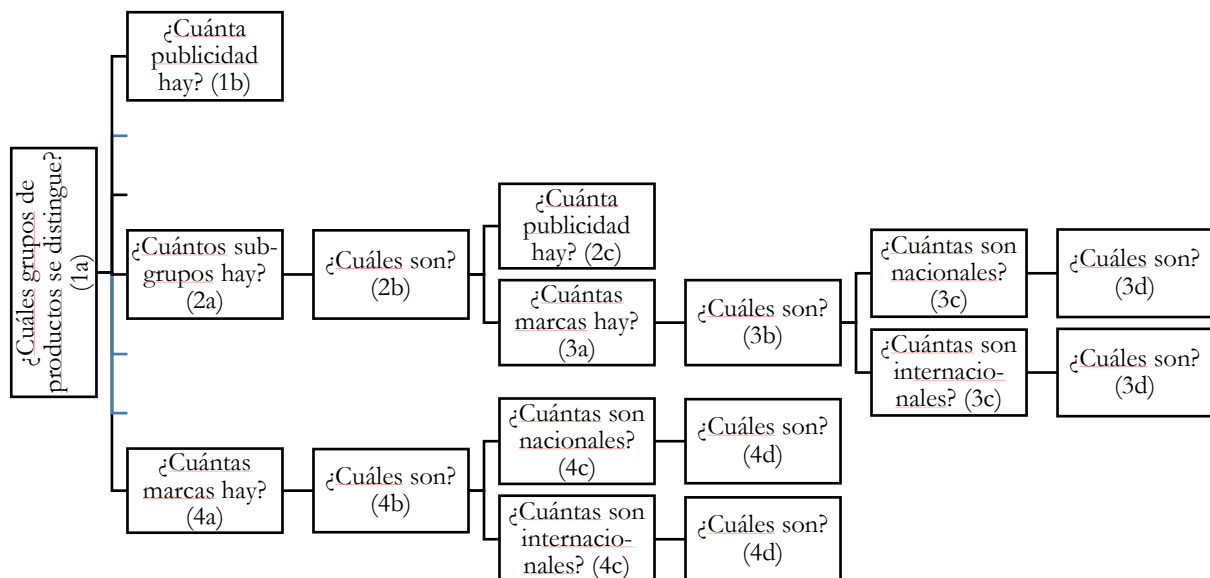 ¿Cuáles grupos de
productos se distingue?
(1a)
¿Cuánta
publicidad
hay? (1b)
¿Cuántos sub-
grupos hay?
(2a)
¿Cuáles son?
(2b)
¿Cuánta
publicidad
hay? (2c)
¿Cuántas
marcas hay?
(3a)
¿Cuáles son?
(3b)
¿Cuántas son
nacionales?
(3c)
¿Cuáles son?
(3d)
¿Cuántas son
internacio-
nales? (3c)
¿Cuáles son?
(3d)
¿Cuántas
marcas hay?
(4a)
¿Cuáles son?
(4b)
¿Cuántas son
nacionales?
(4c)
¿Cuáles son?
(4d)
¿Cuántas son
internacio-
nales? (4c)
¿Cuáles son?
(4d)